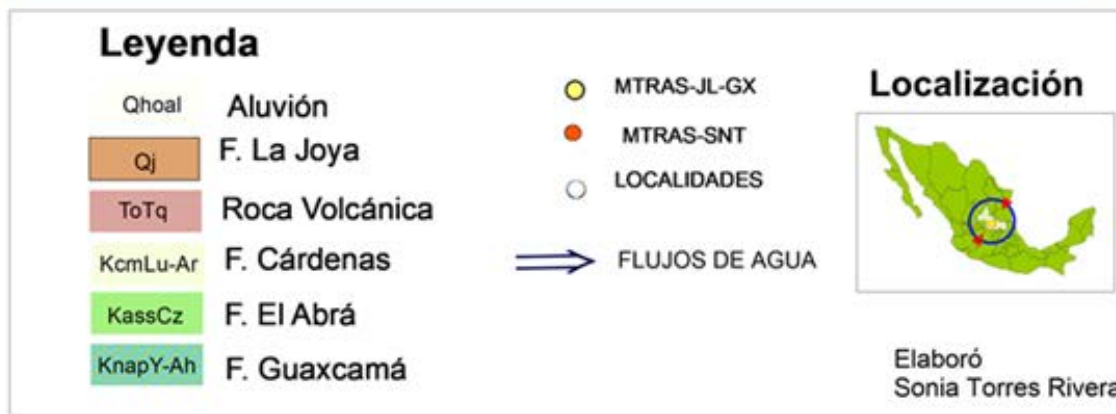 Leyenda
Qhoal Aluvión
Qj F. La Joya
ToTq Roca Volcánica
KcmLu-Ar F. Cárdenas
KassCz F. El Abrá
KnapY-Ah F. Guaxcamá
MTRAS-JL-GX
MTRAS-SNT
LOCALIDADES
FLUJOS DE AGUA
Localización
Elaboró
Sonia Torres Rivera